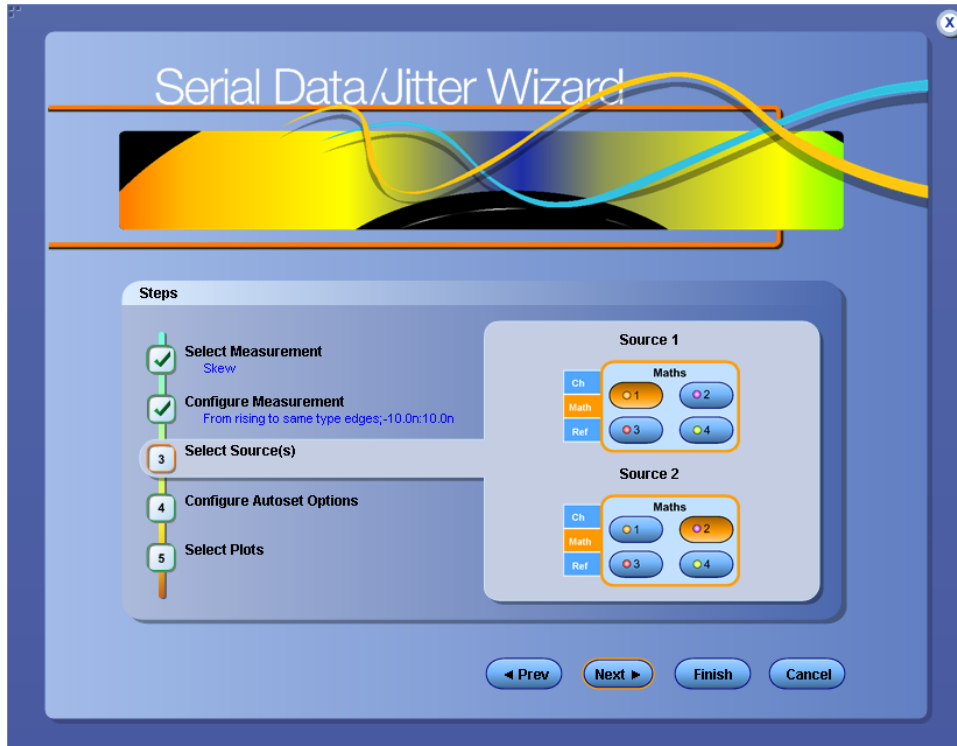 X
Serial Data/Jitter Wizard
Steps
Select Measurement
Skew
Configure Measurement
From rising to same type edges;-10.0n:10.0n
3
Select Source(s)
4
Configure Autoset Options
5
Select Plots
Source 1
Ch
Math
Ref
Maths
1
2
3
4
Source 2
Ch
Math
Ref
Maths
1
2
3
4
◄ Prev
Next ►
Finish
Cancel